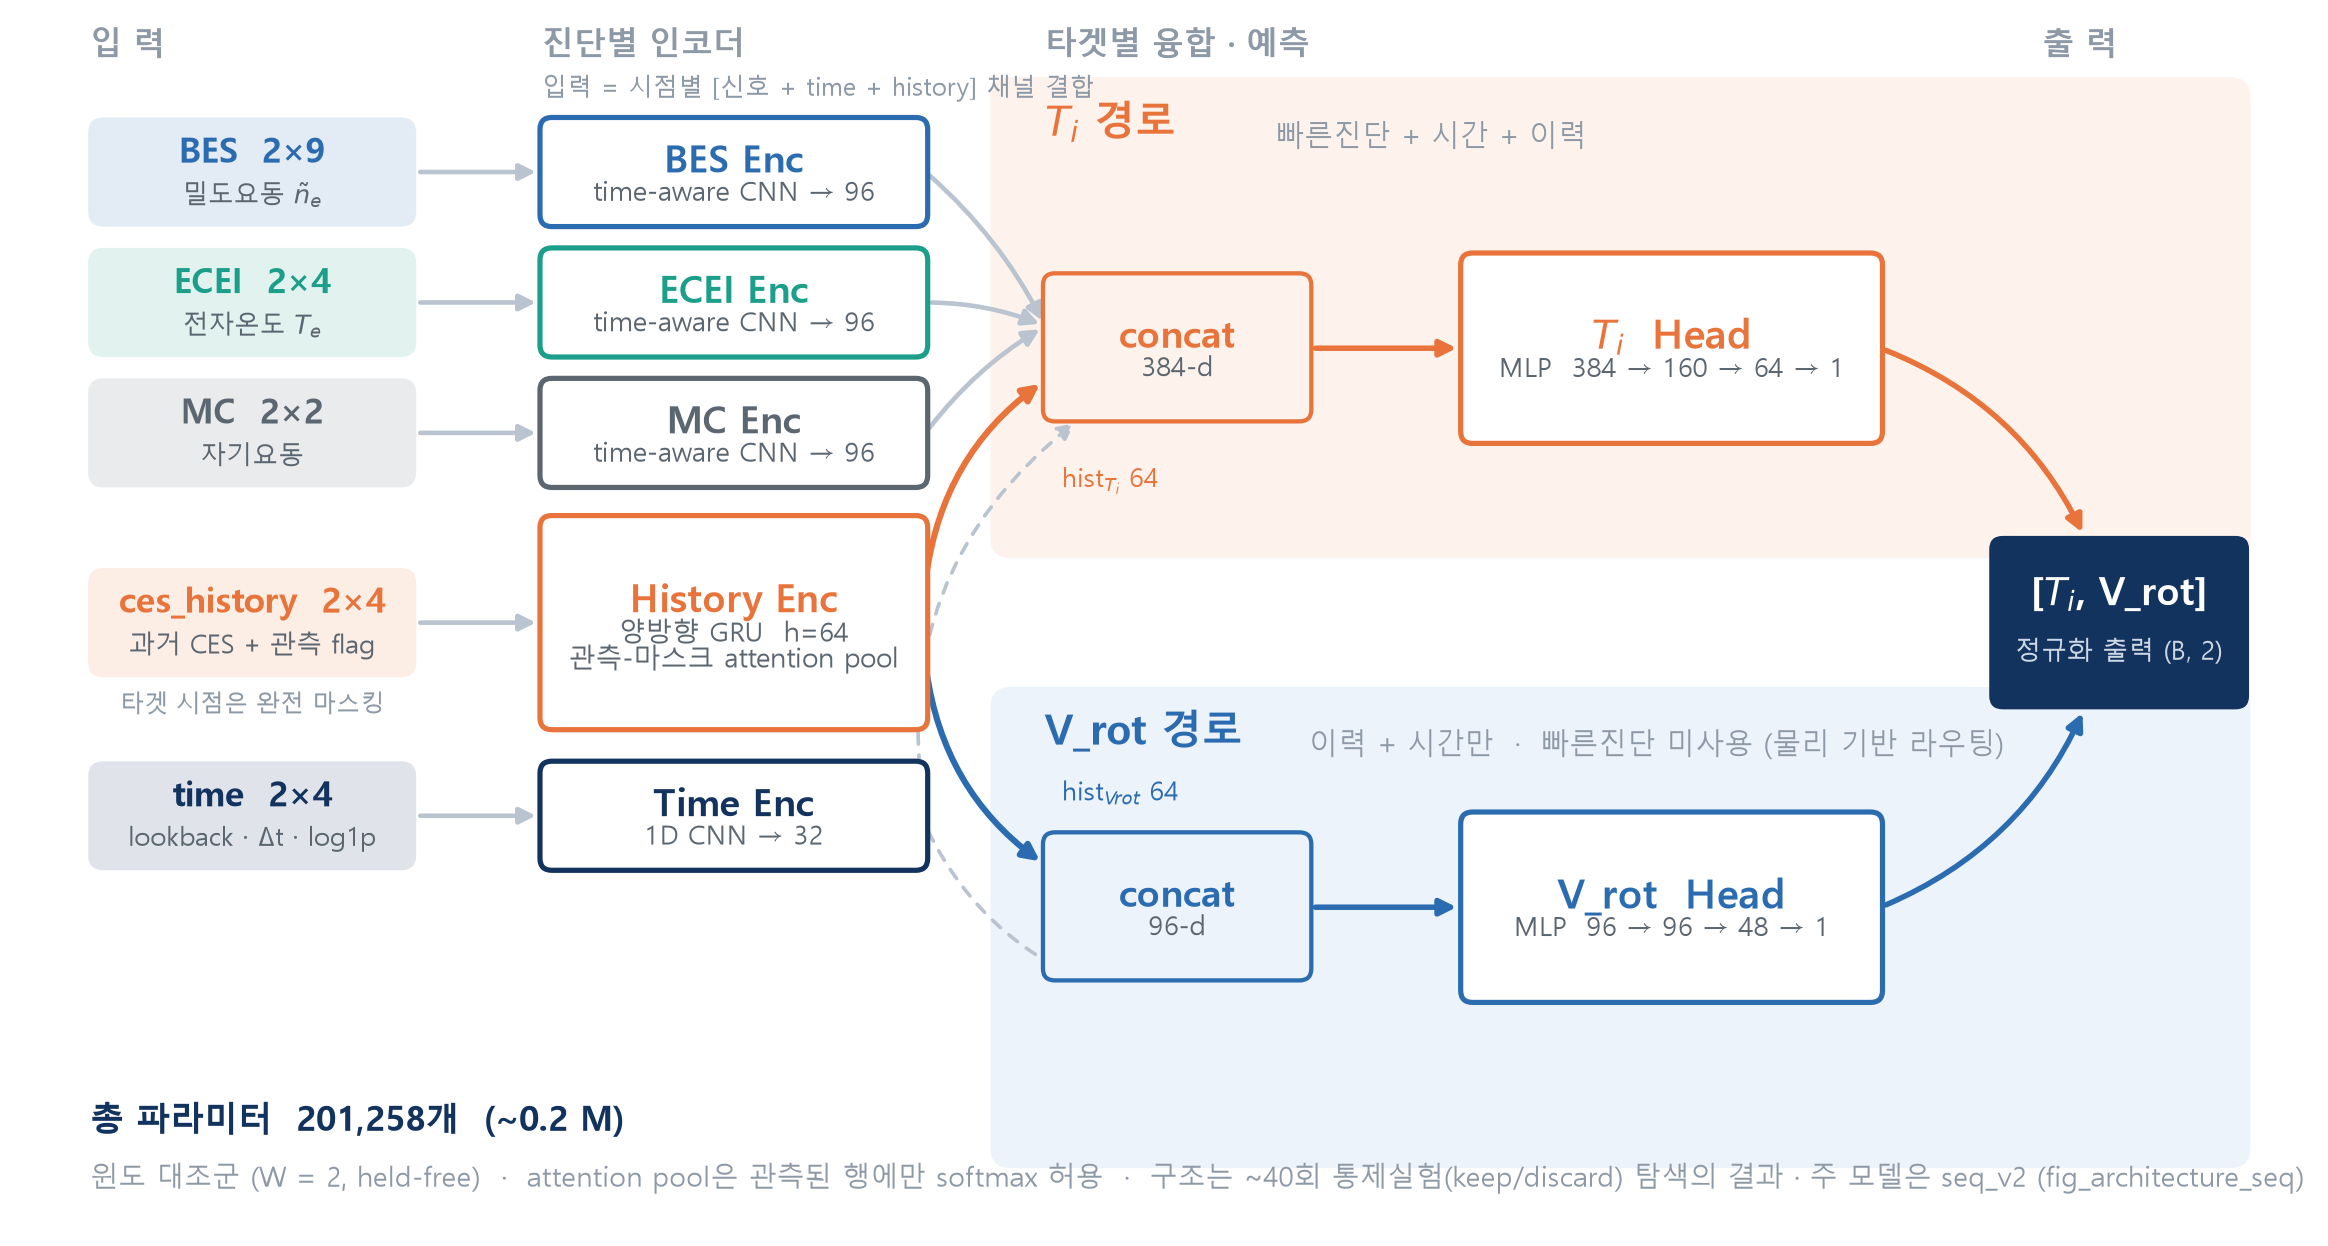 입 력
진단별 인코더
타겟별 융합 · 예측
출 력
입력 = 시점별 [신호 + time + history] 채널 결합
BES 2×9
밀도요동 ñₑ
ECEI 2×4
전자온도 Tₑ
MC 2×2
자기요동
ces_history 2×4
과거 CES + 관측 flag
타겟 시점은 완전 마스킹
time 2×4
lookback · Δt · log1p
BES Enc
time-aware CNN → 96
ECEI Enc
time-aware CNN → 96
MC Enc
time-aware CNN → 96
History Enc
양방향 GRU h=64
관측-마스크 attention pool
Time Enc
1D CNN → 32
Tᵢ 경로
빠른진단 + 시간 + 이력
concat
384-d
Tᵢ Head
MLP 384 → 160 → 64 → 1
hist_Tᵢ 64
[Tᵢ, V_rot]
정규화 출력 (B, 2)
V_rot 경로
이력 + 시간만 · 빠른진단 미사용 (물리 기반 라우팅)
hist_Vrot 64
concat
96-d
V_rot Head
MLP 96 → 96 → 48 → 1
총 파라미터 201,258개 (~0.2 M)
윈도 대조군 (W = 2, held-free) · attention pool은 관측된 행에만 softmax 허용 · 구조는 ~40회 통제실험(keep/discard) 탐색의 결과 · 주 모델은 seq_v2 (fig_architecture_seq)